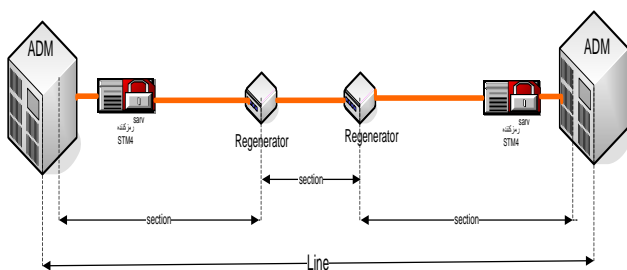 ADM
ADM
sarv
رمزکننده
STM4
Regenerator
Regenerator
sarv
رمزکننده
STM4
section
section
section
Line